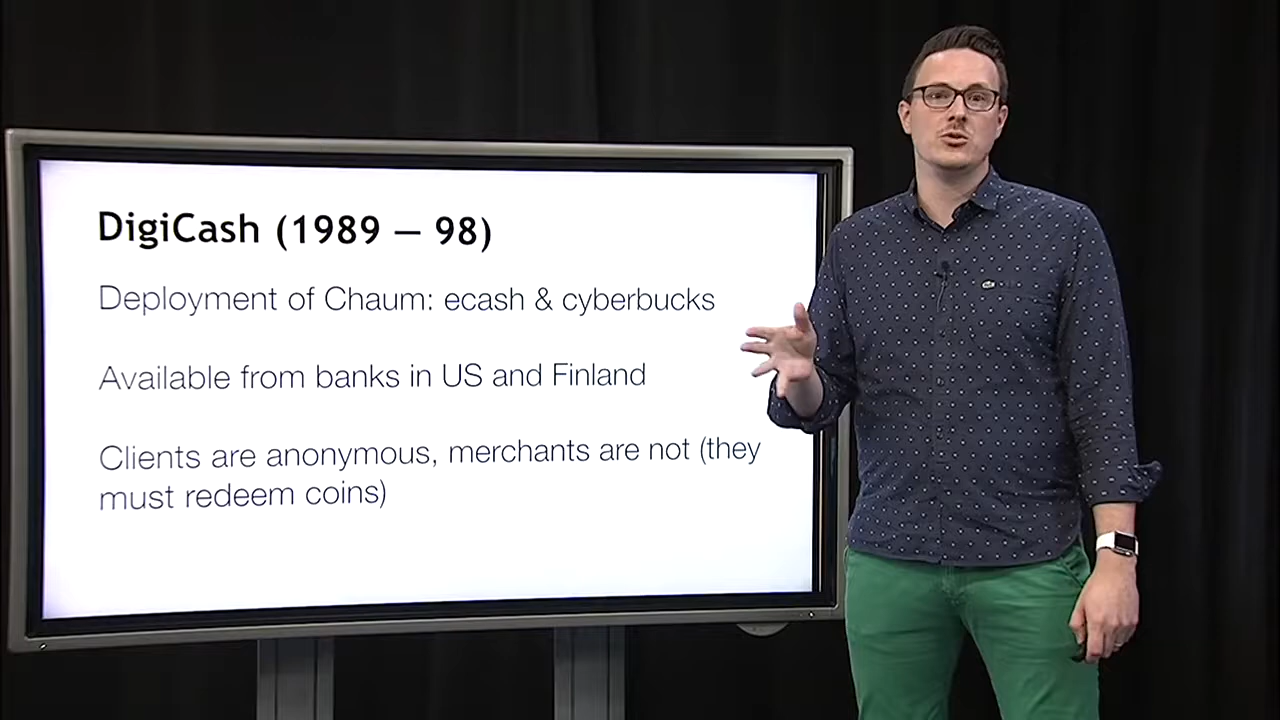 DigiCash (1989 – 98)
Deployment of Chaum: ecash & cyberbucks
Available from banks in US and Finland
Clients are anonymous, merchants are not (they
must redeem coins)